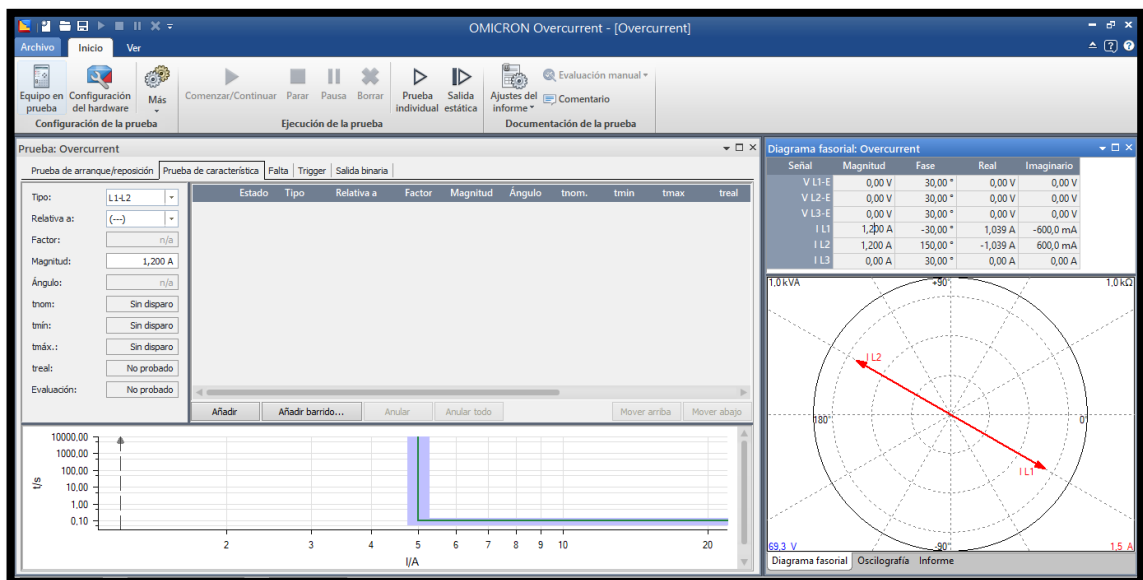 OMICRON Overcurrent - [Overcurrent]
Archivo Inicio Ver
Equipo en prueba
Configuración del hardware
Más
Configuración de la prueba
Comenzar/Continuar Parar Pausa Borrar
Prueba individual
Salida estática
Ejecución de la prueba
Ajustes del informe
Evaluación manual
Comentario
Documentación de la prueba
Prueba: Overcurrent
Prueba de arranque/reposición Prueba de característica Falta Trigger Salida binaria
Tipo: L1-L2
Relativa a: (---)
Factor: n/a
Magnitud: 1,200 A
Ángulo: n/a
tnom: Sin disparo
tmín: Sin disparo
tmáx.: Sin disparo
treal: No probado
Evaluación: No probado
Estado Tipo Relativa a Factor Magnitud Ángulo tnom. tmin tmax treal
Añadir Añadir barrido... Anular Anular todo Mover arriba Mover abajo
t/s
10000.00
1000.00
100.00
10.00
1.00
0.10
2 3 4 5 6 7 8 9 10 20
I/A
Diagrama fasorial: Overcurrent
Señal Magnitud Fase Real Imaginario
V L1-E 0,00 V 30,00 ° 0,00 V 0,00 V
V L2-E 0,00 V 30,00 ° 0,00 V 0,00 V
V L3-E 0,00 V 30,00 ° 0,00 V 0,00 V
I L1 1,200 A -30,00 ° 1,039 A -600,0 mA
I L2 1,200 A 150,00 ° -1,039 A 600,0 mA
I L3 0,00 A 30,00 ° 0,00 A 0,00 A
1,0 kVA +90° 1,0 kΩ
I L2
180° 0°
I L1
69,3 V -90° 1,5 A
Diagrama fasorial Oscilografía Informe